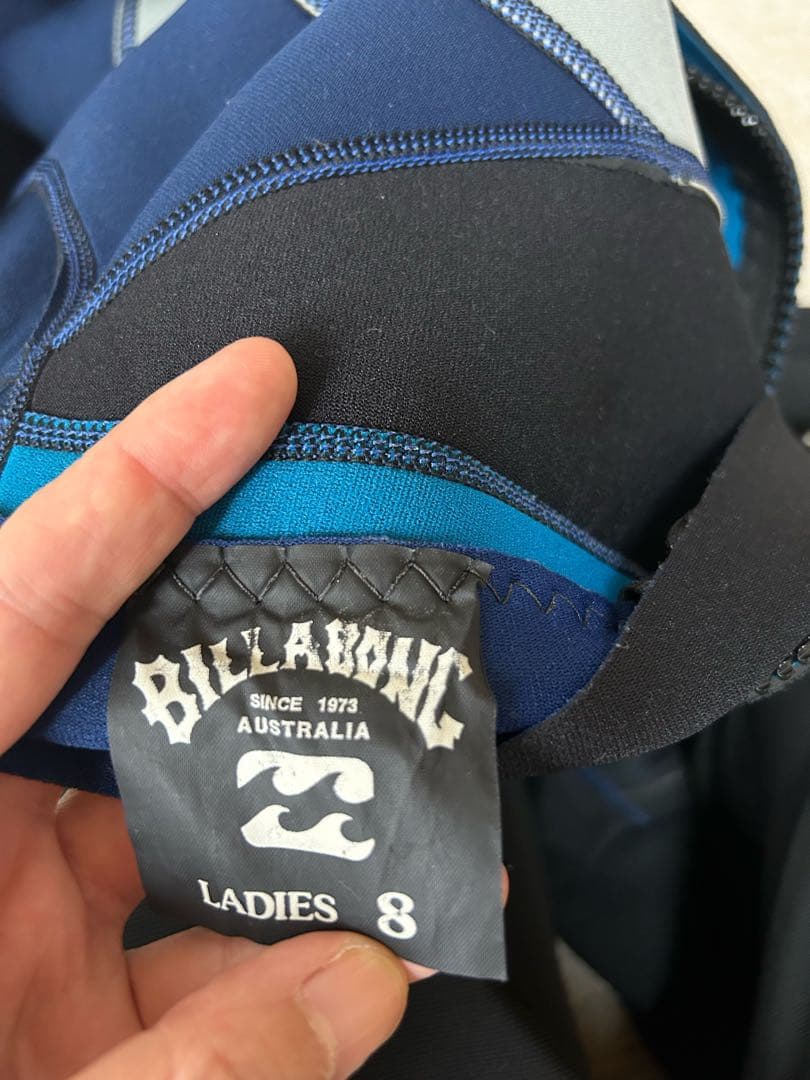 BILLABONG
SINCE 1973
AUSTRALIA
LADIES 8